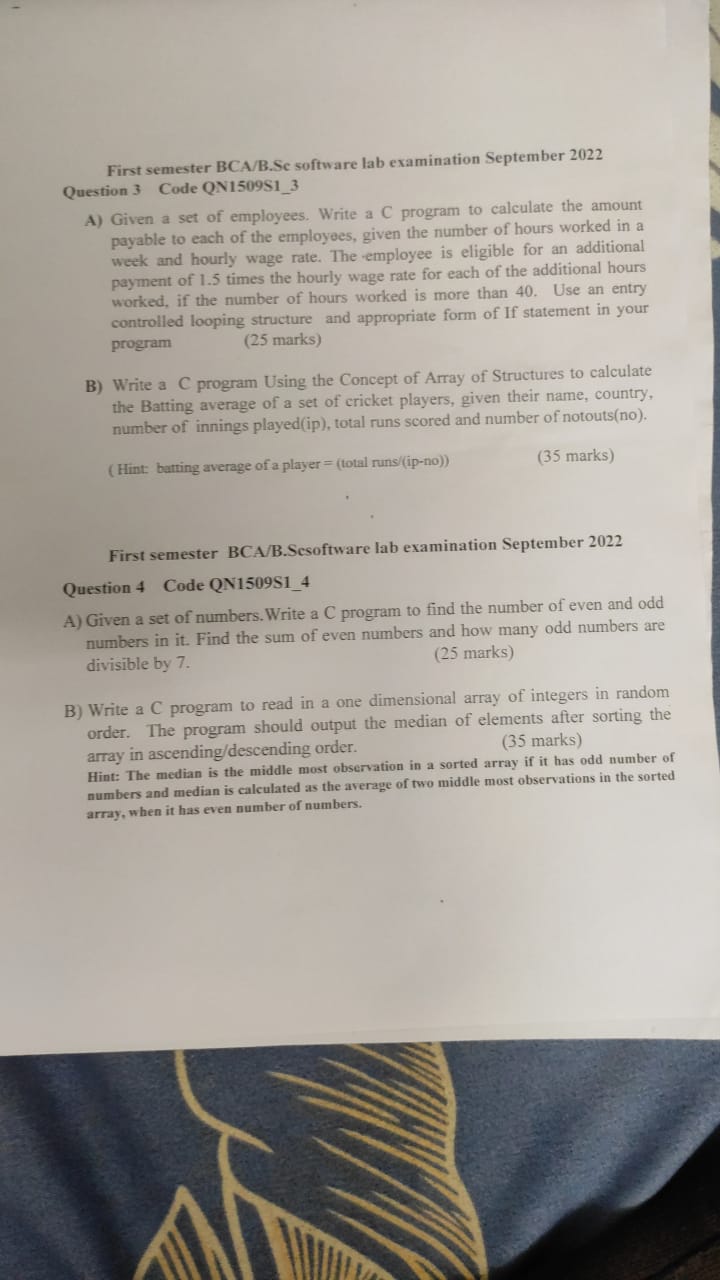 First semester BCA/B.Sc software lab examination September 2022
Question 3 Code QN1509S1_3
A) Given a set of employees. Write a C program to calculate the amount
payable to each of the employees, given the number of hours worked in a
week and hourly wage rate. The employee is eligible for an additional
payment of 1.5 times the hourly wage rate for each of the additional hours
worked, if the number of hours worked is more than 40. Use an entry
controlled looping structure and appropriate form of If statement in your
program (25 marks)
B) Write a C program Using the Concept of Array of Structures to calculate
the Batting average of a set of cricket players, given their name, country,
number of innings played(ip), total runs scored and number of notouts(no).
( Hint: batting average of a player = (total runs/(ip-no)) (35 marks)
First semester BCA/B.Scsoftware lab examination September 2022
Question 4 Code QN1509S1_4
A) Given a set of numbers.Write a C program to find the number of even and odd
numbers in it. Find the sum of even numbers and how many odd numbers are
divisible by 7. (25 marks)
B) Write a C program to read in a one dimensional array of integers in random
order. The program should output the median of elements after sorting the
array in ascending/descending order. (35 marks)
Hint: The median is the middle most observation in a sorted array if it has odd number of
numbers and median is calculated as the average of two middle most observations in the sorted
array, when it has even number of numbers.